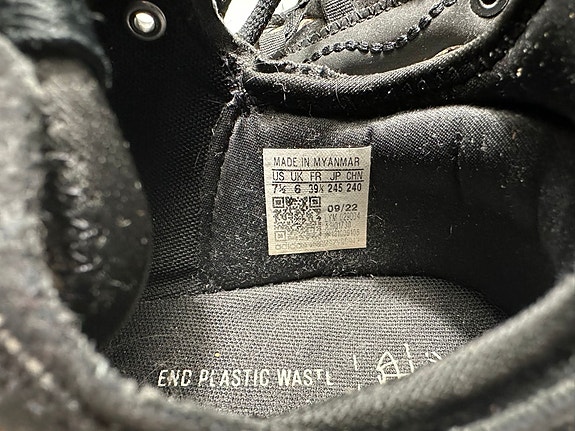 MADE IN MYANMAR
US UK FR JP CHN
7½ 6 39⅓ 245 240
09/22
END PLASTIC WASTE